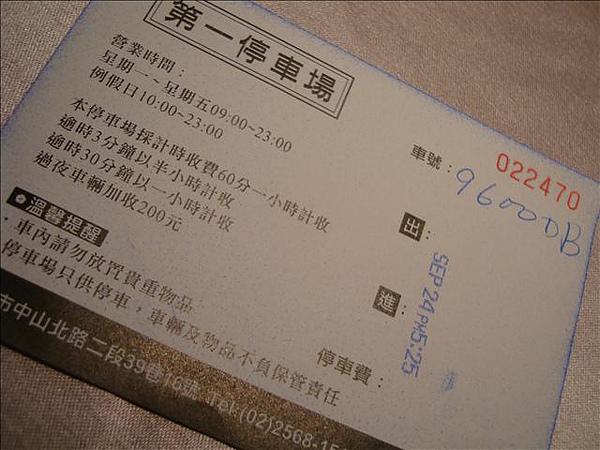 第一停車場
營業時間：
星期一～星期五09:00~23:00
例假日10:00~23:00
本停車場採計時收費60分一小時計收
逾時3分鐘以半小時計收
逾時30分鐘以一小時計收
過夜車輛加收200元
溫馨提醒
・車內請勿放置貴重物品
停車場只供停車，車輛及物品不負保管責任
市中山北路二段39巷10號 Tel:(02)2568-15
車號：
022470
9600DB
出：
進：
SEP 24 PM 5:25
停車費：